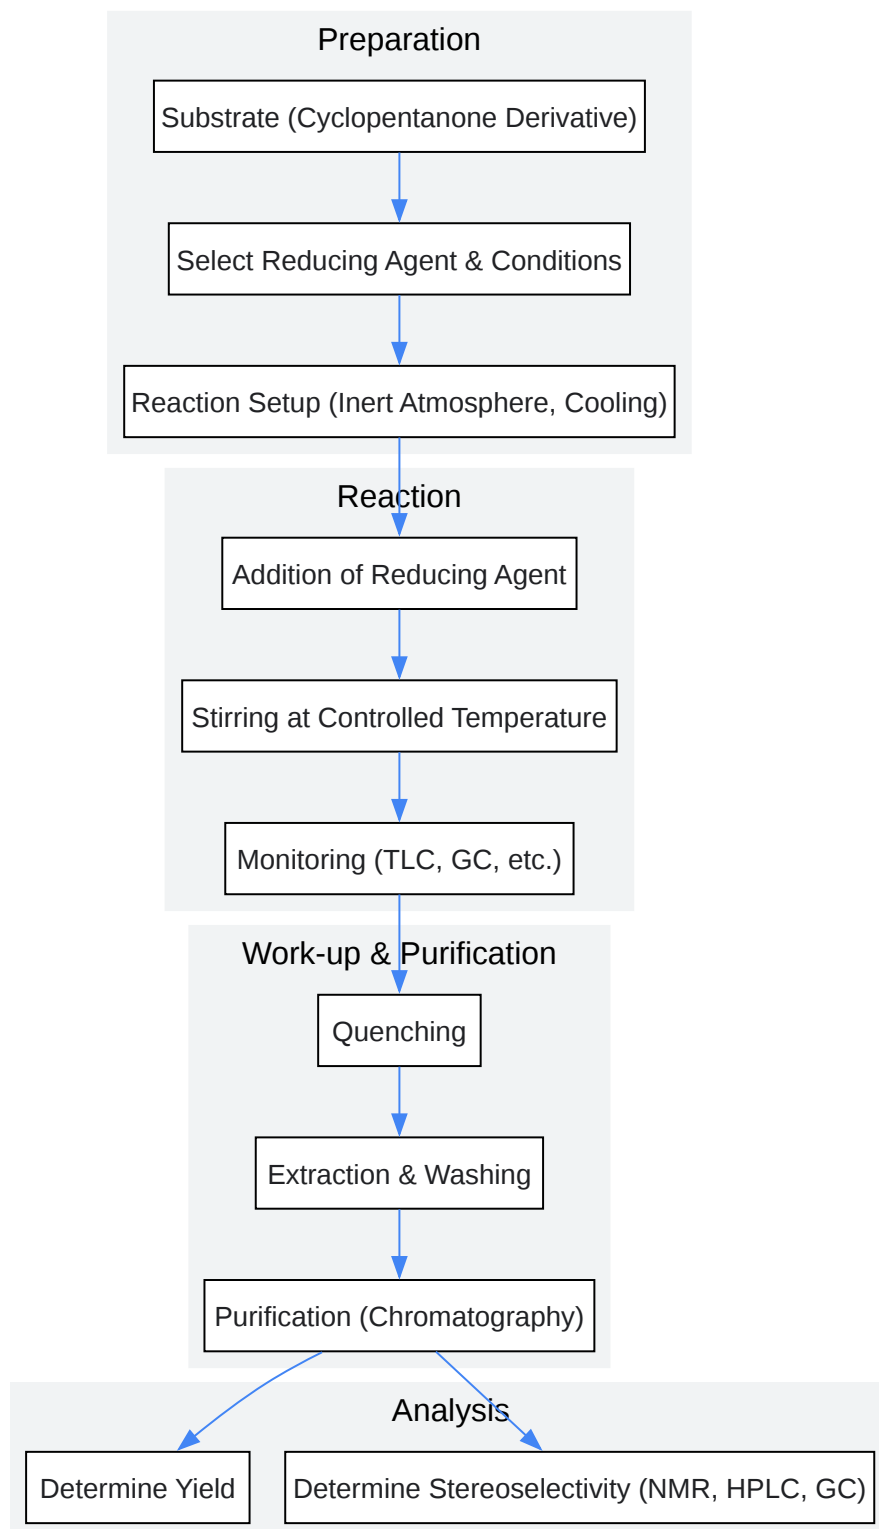 Preparation
Substrate (Cyclopentanone Derivative)
Select Reducing Agent & Conditions
Reaction Setup (Inert Atmosphere, Cooling)
Reaction
Addition of Reducing Agent
Stirring at Controlled Temperature
Monitoring (TLC, GC, etc.)
Work-up & Purification
Quenching
Extraction & Washing
Purification (Chromatography)
Analysis
Determine Yield
Determine Stereoselectivity (NMR, HPLC, GC)